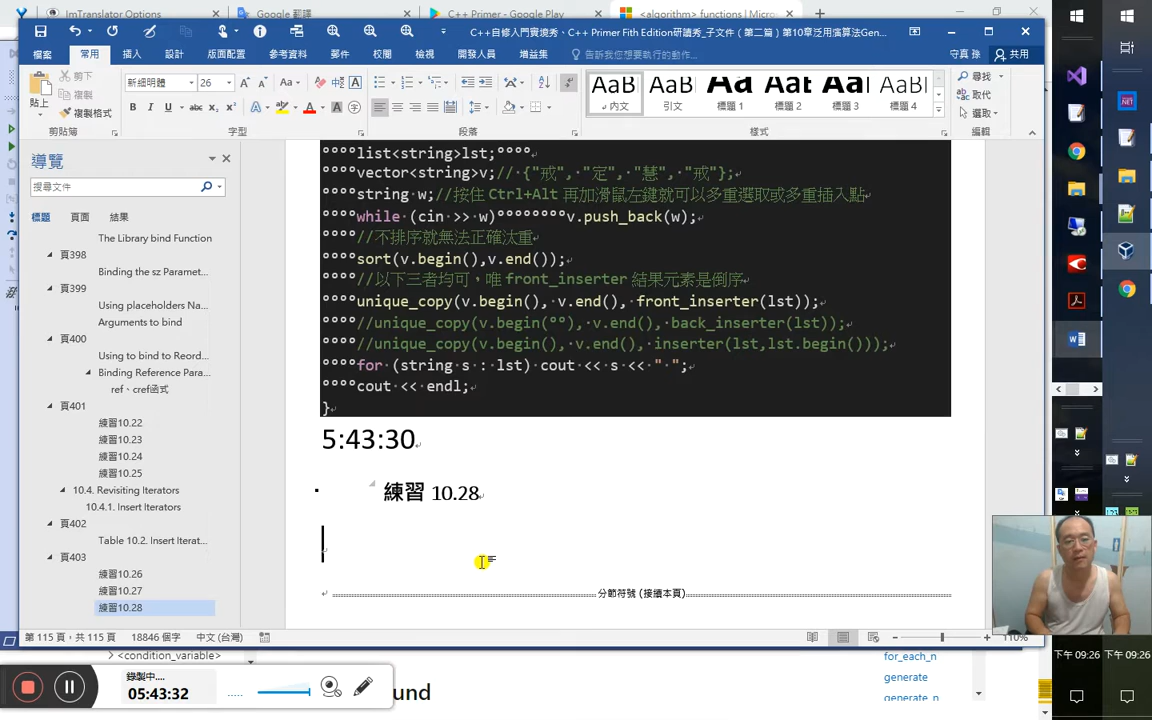 ImTranslator Options
Google 翻譯
C++ Primer - Google Play
<algorithm> functions | Micros
C++自修入門實境秀、C++ Primer Fith Edition研讀秀_子文件（第二篇）第10章泛用演算法Gen...
檔案
常用
插入
設計
版面配置
參考資料
郵件
校閱
檢視
開發人員
增益集
告訴我您想要執行的動作...
守真 孫
共用
貼上
剪下
複製
複製格式
新細明體
26
剪貼簿
字型
段落
樣式
編輯
AaB 內文
AaB 引文
Aa 標題 1
Aat 標題 2
AaI 標題 3
AaBC 標題 4
尋找
取代
選取
導覽
搜尋文件
標題
頁面
結果
The Library bind Function
頁398
Binding the sz Paramet...
頁399
Using placeholders Na...
Arguments to bind
頁400
Using to bind to Reord...
Binding Reference Para...
ref、cref函式
頁401
練習10.22
練習10.23
練習10.24
練習10.25
10.4. Revisiting Iterators
10.4.1. Insert Iterators
頁402
Table 10.2. Insert Iterat...
頁403
練習10.26
練習10.27
練習10.28
list<string>lst;
vector<string>v;// {"戒", "定", "慧", "戒"};
string w;//按住 Ctrl+Alt 再加滑鼠左鍵就可以多重選取或多重插入點
while (cin >> w) v.push_back(w);
//不排序就無法正確汰重
sort(v.begin(),v.end());
//以下三者均可，唯 front_inserter 結果元素是倒序
unique_copy(v.begin(), v.end(), front_inserter(lst));
//unique_copy(v.begin(), v.end(), back_inserter(lst));
//unique_copy(v.begin(), v.end(), inserter(lst,lst.begin()));
for (string s : lst) cout << s << " ";
cout << endl;
}
5:43:30
練習 10.28
分節符號 (接續本頁)
第 115 頁，共 115 頁
18846 個字
中文 (台灣)
110%
<condition_variable>
for_each_n
generate
generate_n
錄製中....
05:43:32
und
下午 09:26
下午 09:26